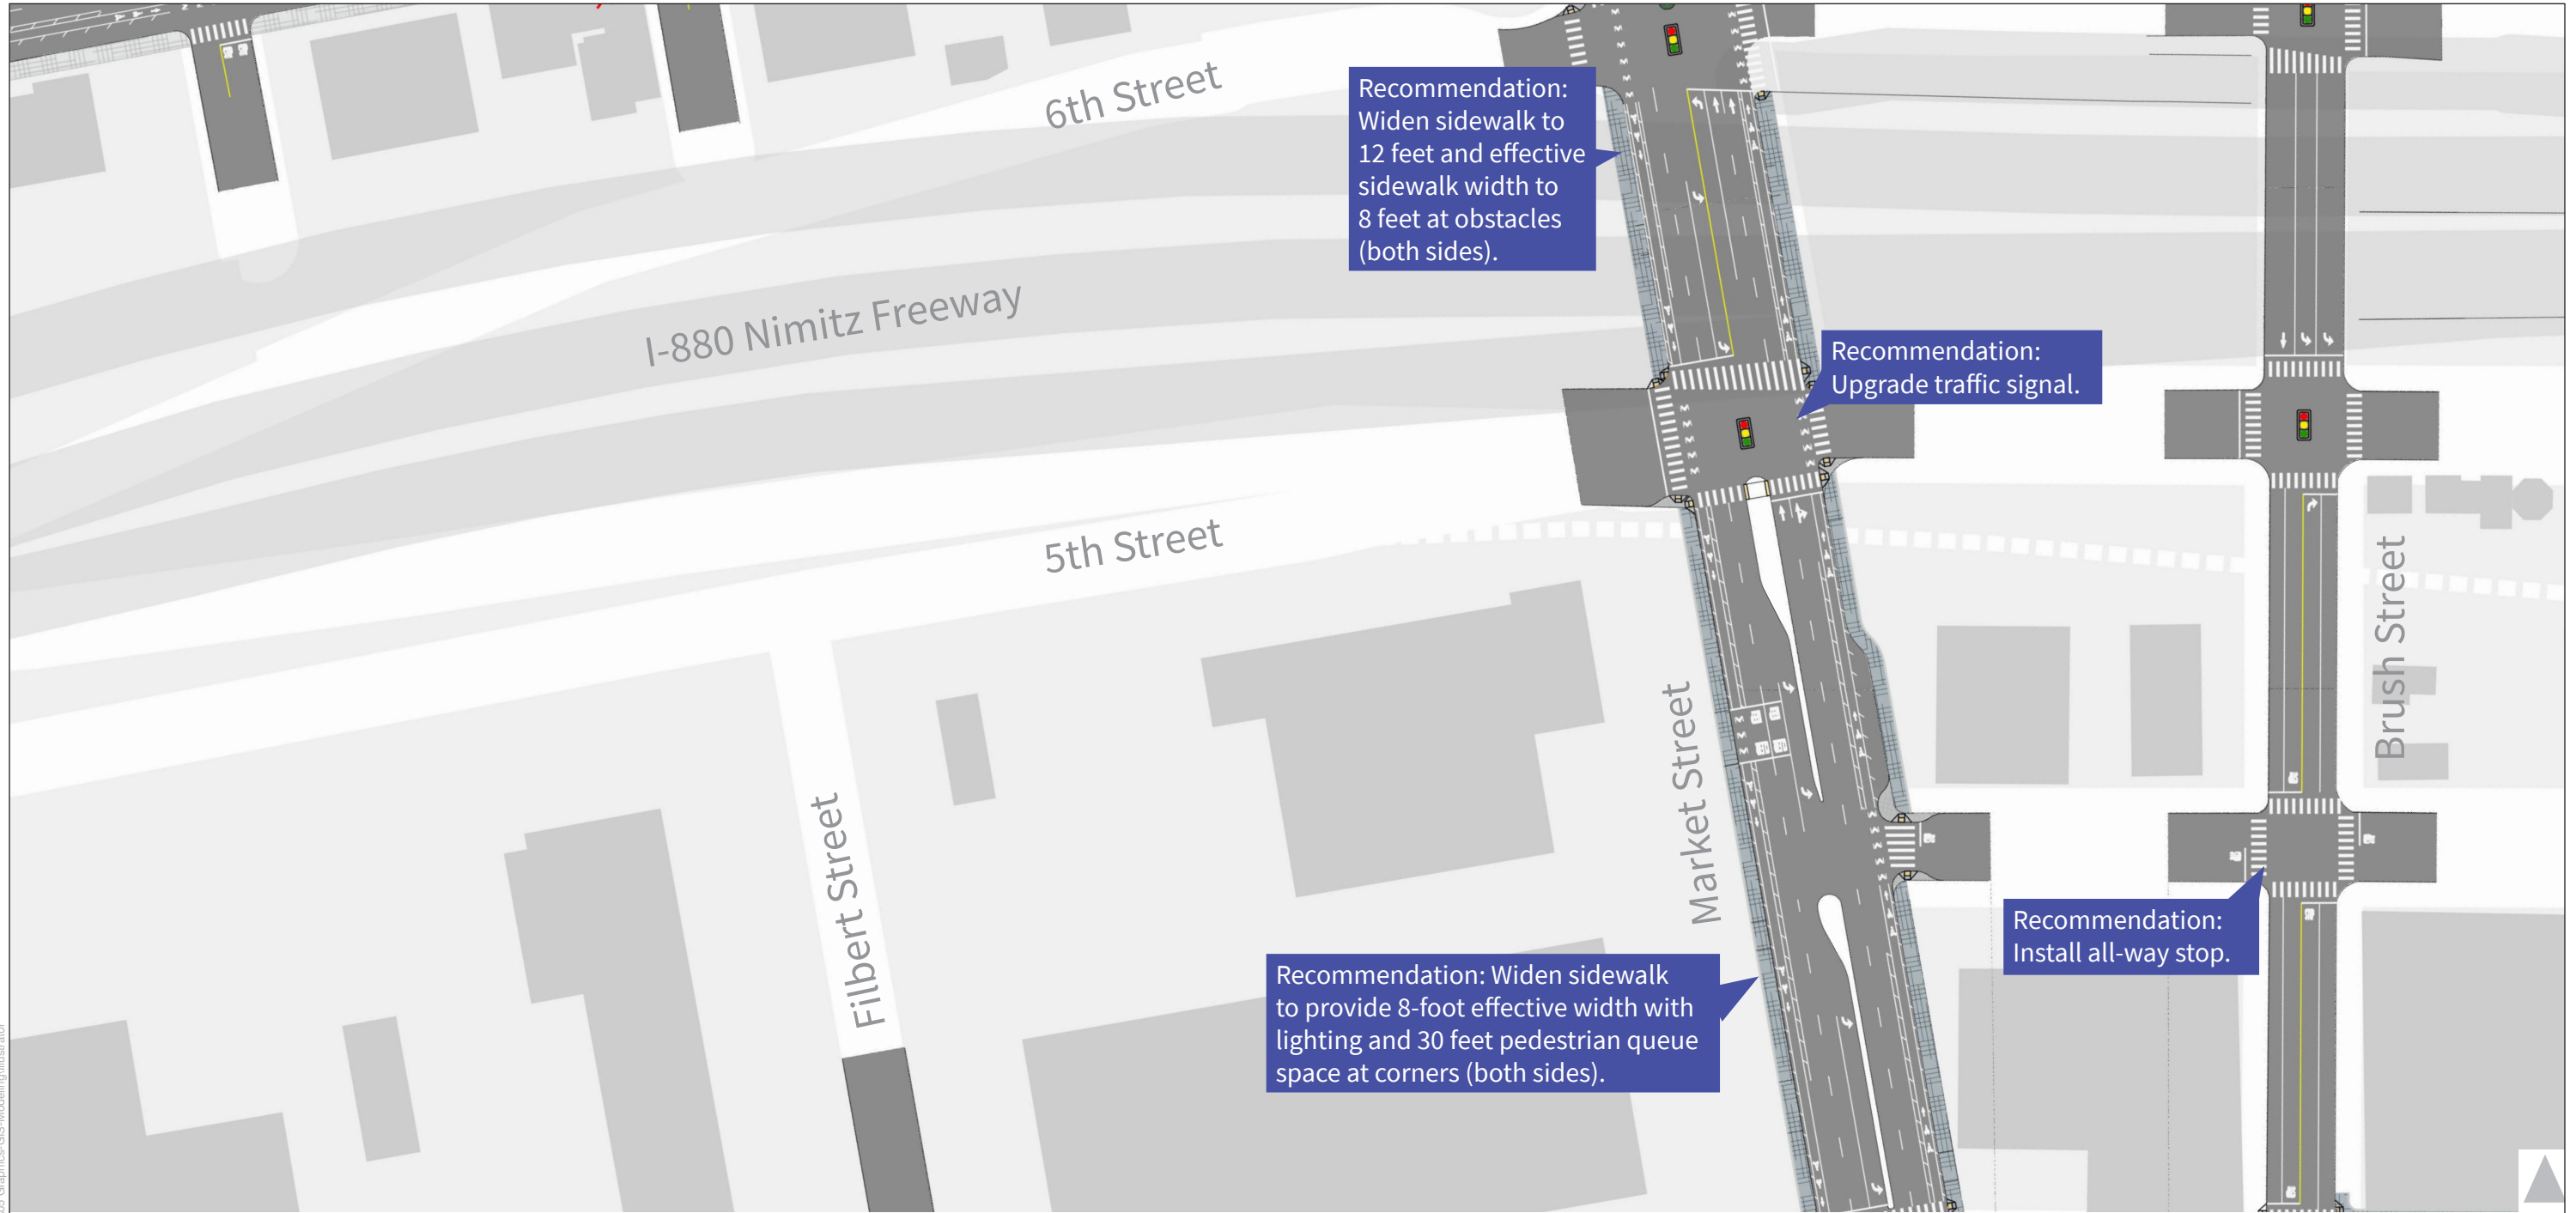 6th Street
Recommendation:
Widen sidewalk to
12 feet and effective
sidewalk width to
8 feet at obstacles
(both sides).
I-880 Nimitz Freeway
Recommendation:
Upgrade traffic signal.
5th Street
Brush Street
Market Street
Filbert Street
Recommendation:
Install all-way stop.
Recommendation: Widen sidewalk
to provide 8-foot effective width with
lighting and 30 feet pedestrian queue
space at corners (both sides).